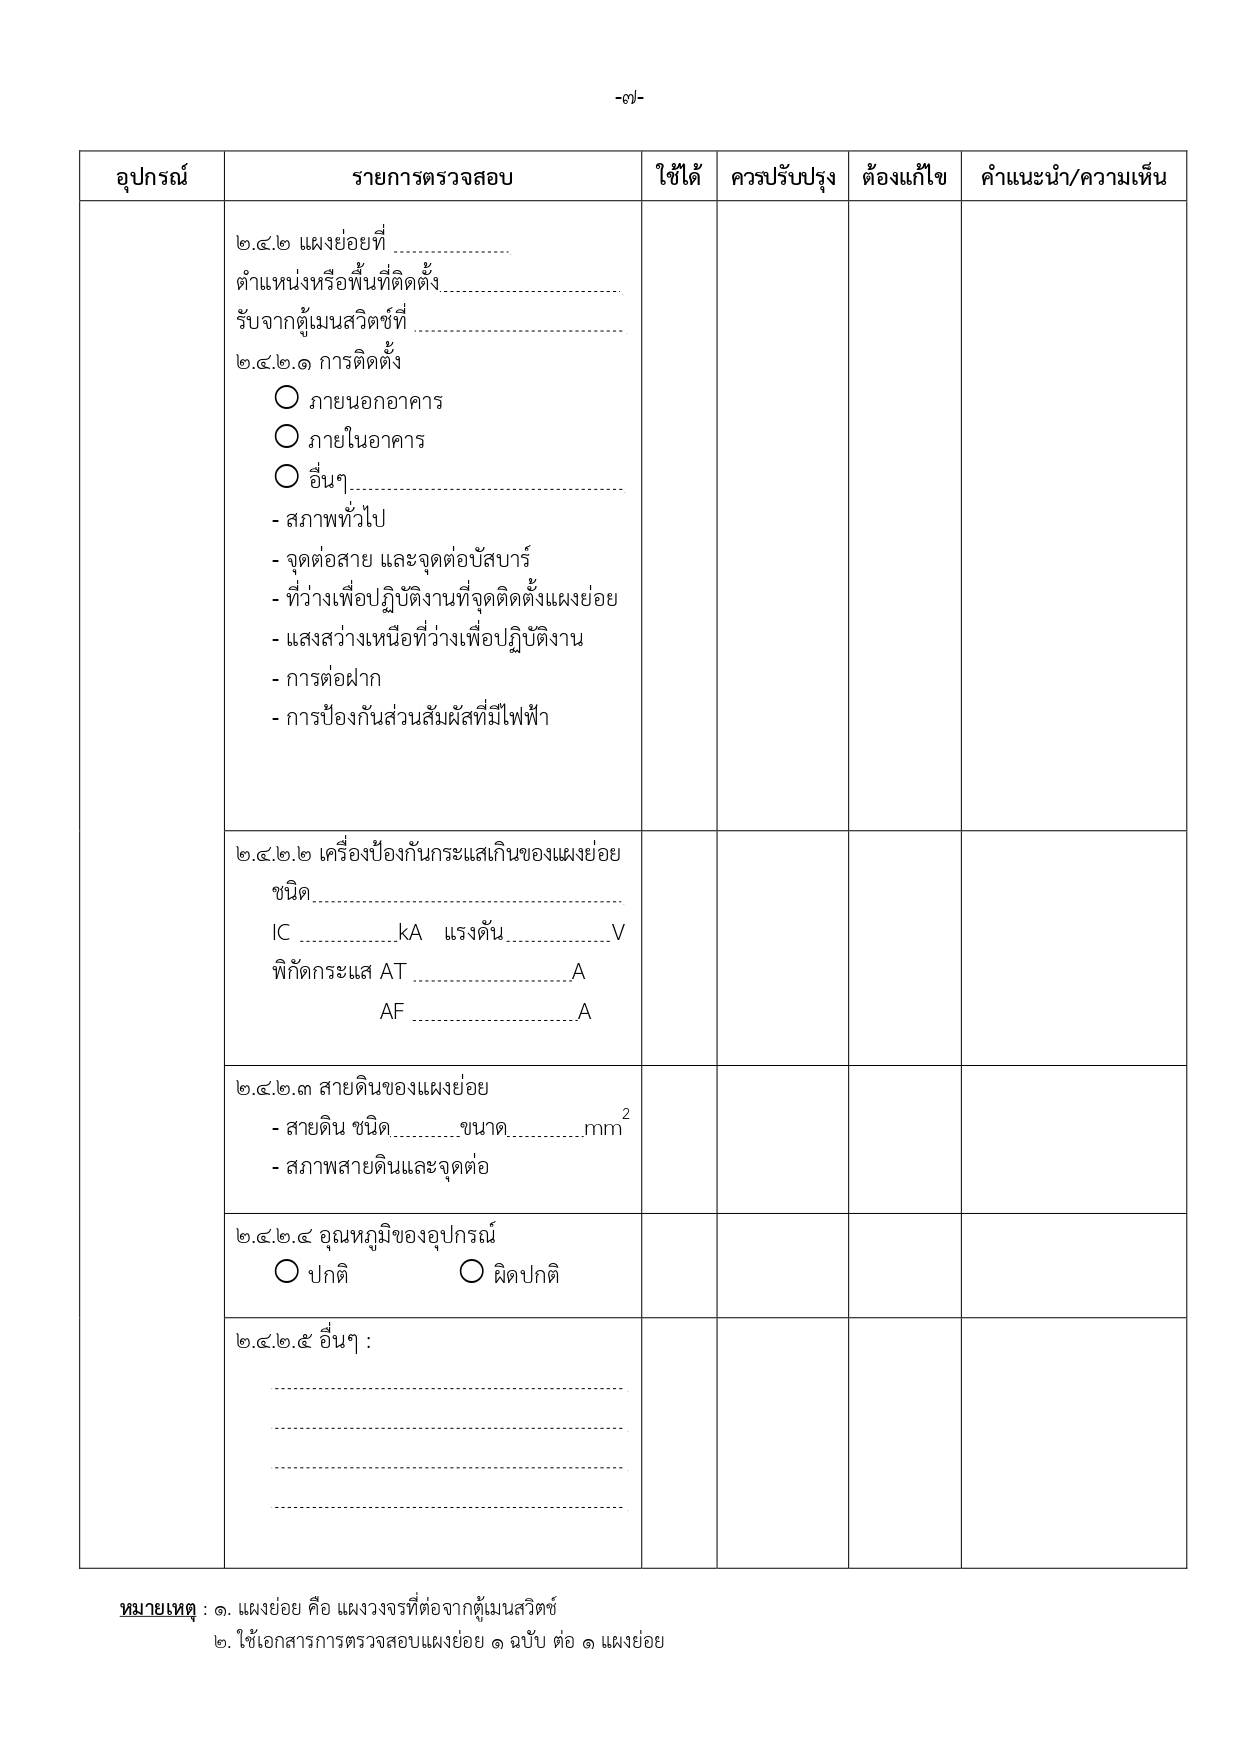 -๗-
อุปกรณ์ รายการตรวจสอบ ใช้ได้ ควรปรับปรุง ต้องแก้ไข คำแนะนำ/ความเห็น
๒.๔.๒ แผงย่อยที่
ตำแหน่งหรือพื้นที่ติดตั้ง
รับจากตู้เมนสวิตช์ที่
๒.๔.๒.๑ การติดตั้ง
ภายนอกอาคาร
ภายในอาคาร
อื่นๆ
- สภาพทั่วไป
- จุดต่อสาย และจุดต่อบัสบาร์
- ที่ว่างเพื่อปฏิบัติงานที่จุดติดตั้งแผงย่อย
- แสงสว่างเหนือที่ว่างเพื่อปฏิบัติงาน
- การต่อฝาก
- การป้องกันส่วนสัมผัสที่มีไฟฟ้า
๒.๔.๒.๒ เครื่องป้องกันกระแสเกินของแผงย่อย
ชนิด
IC kA แรงดัน V
พิกัดกระแส AT A
AF A
๒.๔.๒.๓ สายดินของแผงย่อย
- สายดิน ชนิด ขนาด mm²
- สภาพสายดินและจุดต่อ
๒.๔.๒.๔ อุณหภูมิของอุปกรณ์
ปกติ ผิดปกติ
๒.๔.๒.๕ อื่นๆ :
หมายเหตุ : ๑. แผงย่อย คือ แผงวงจรที่ต่อจากตู้เมนสวิตช์
๒. ใช้เอกสารการตรวจสอบแผงย่อย ๑ ฉบับ ต่อ ๑ แผงย่อย